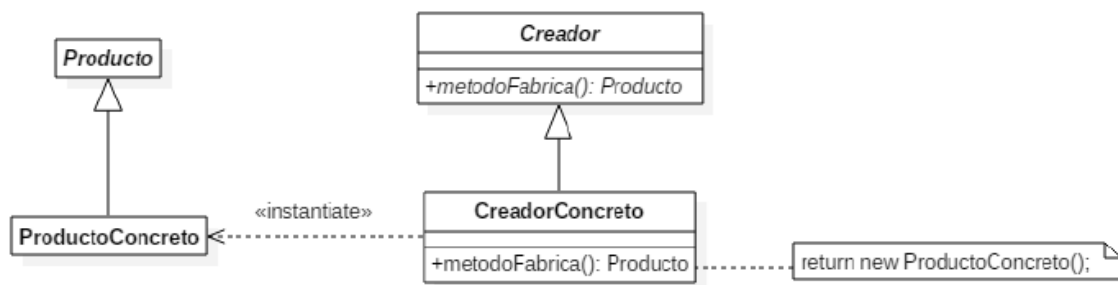 Creador
Producto
+metodoFabrica(): Producto
«instantiate»
CreadorConcreto
ProductoConcreto
+metodoFabrica(): Producto
return new ProductoConcreto();